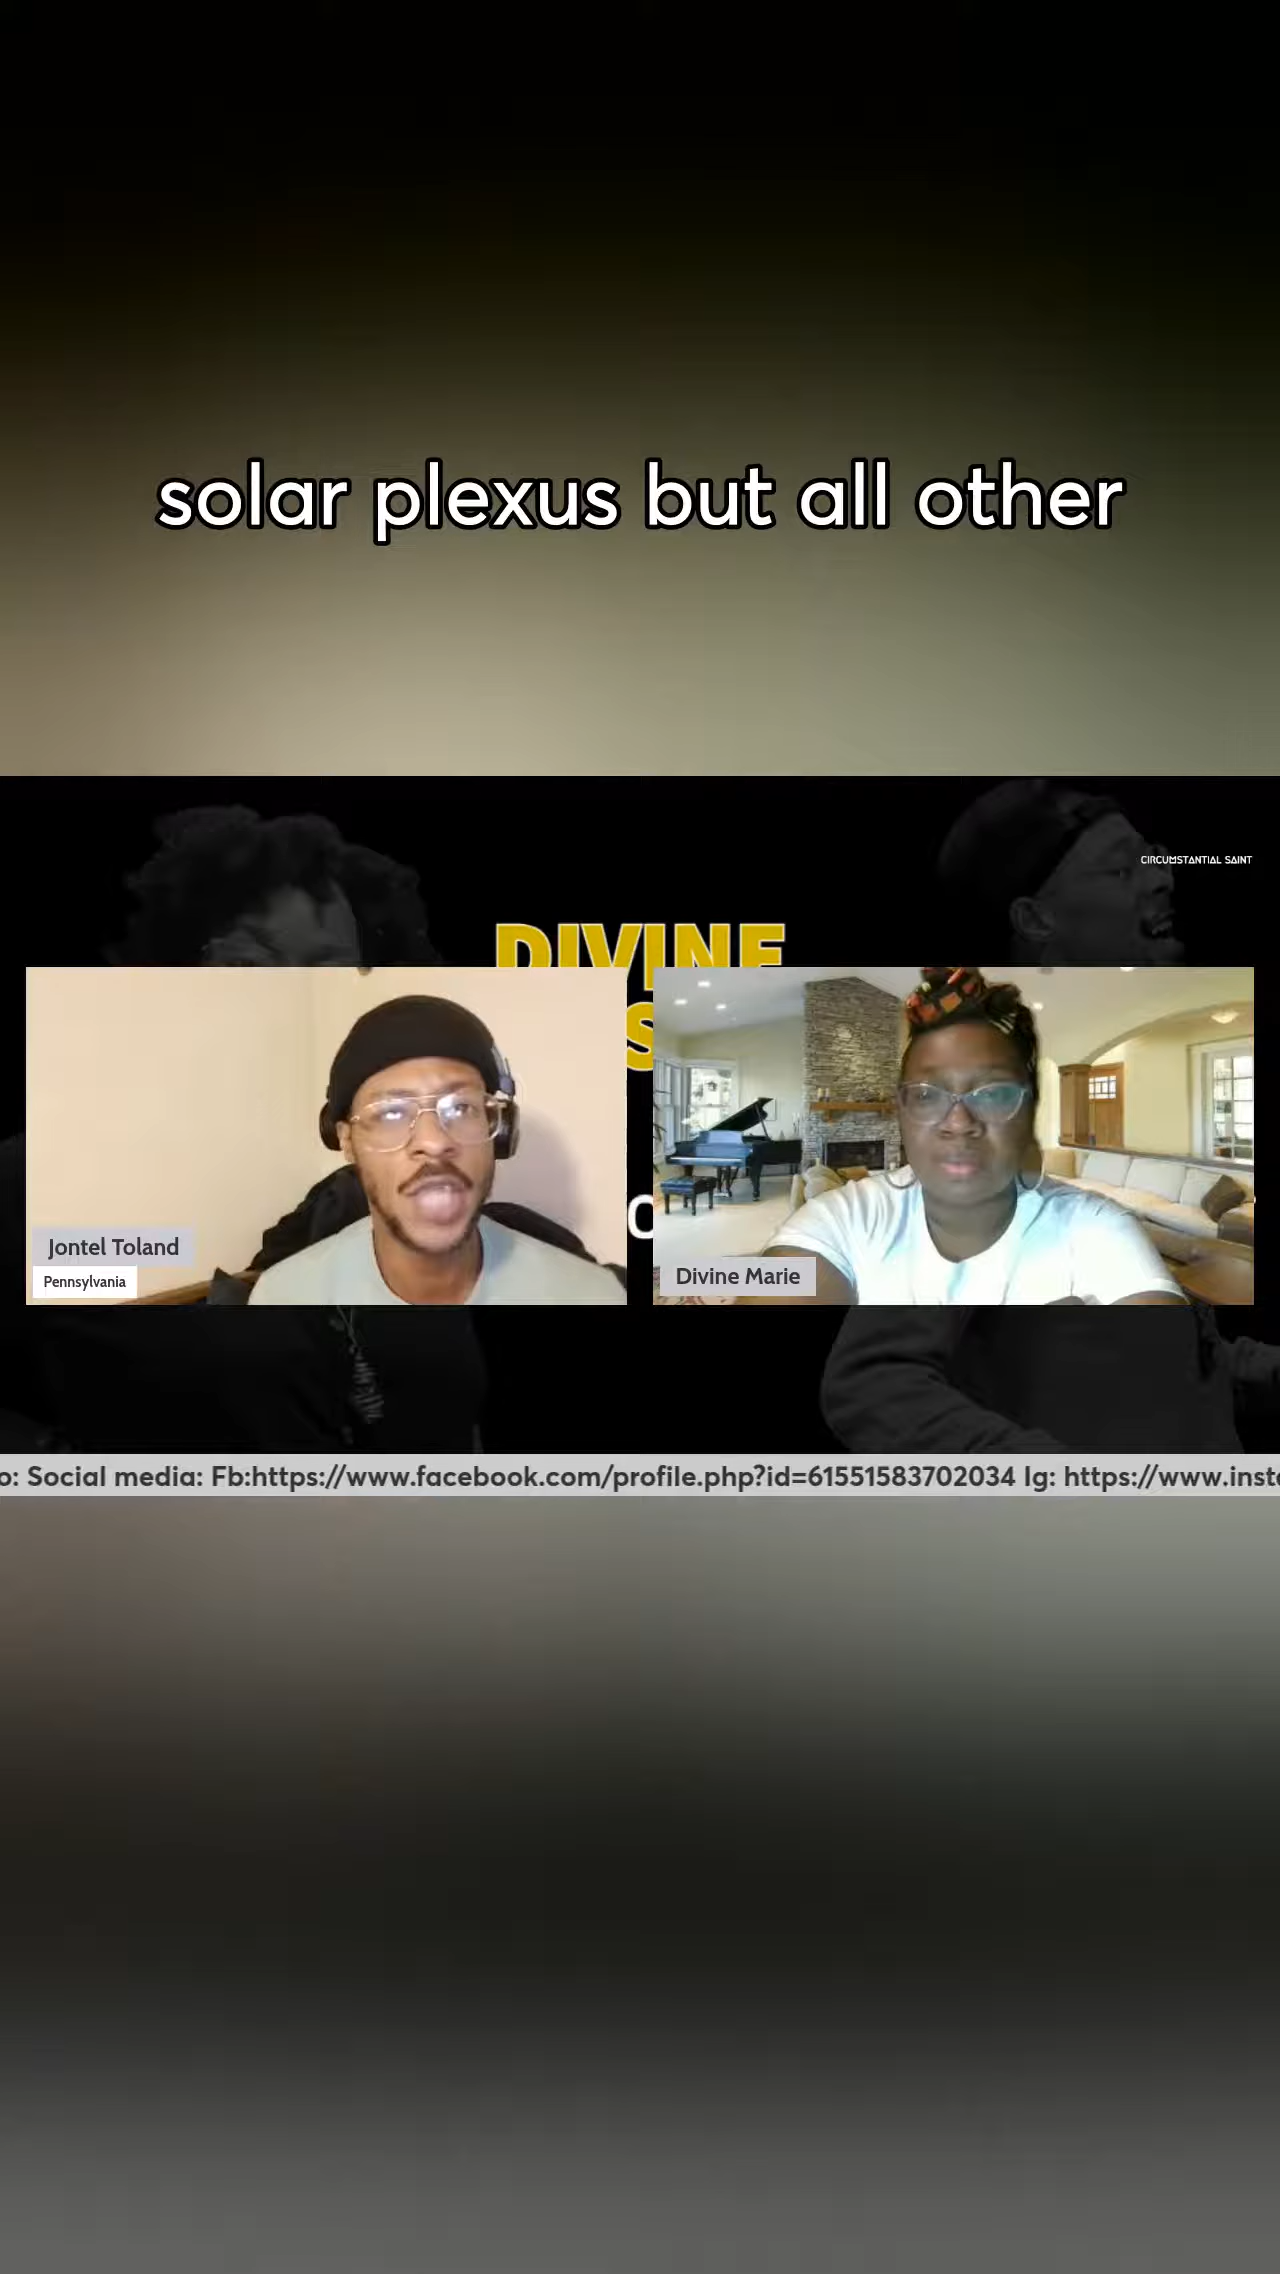 solar plexus but all other
CIRCUMSTANTIAL SAINT
DIVINE
Jontel Toland
Pennsylvania
Divine Marie
o: Social media: Fb:https://www.facebook.com/profile.php?id=61551583702034 Ig: https://www.inst